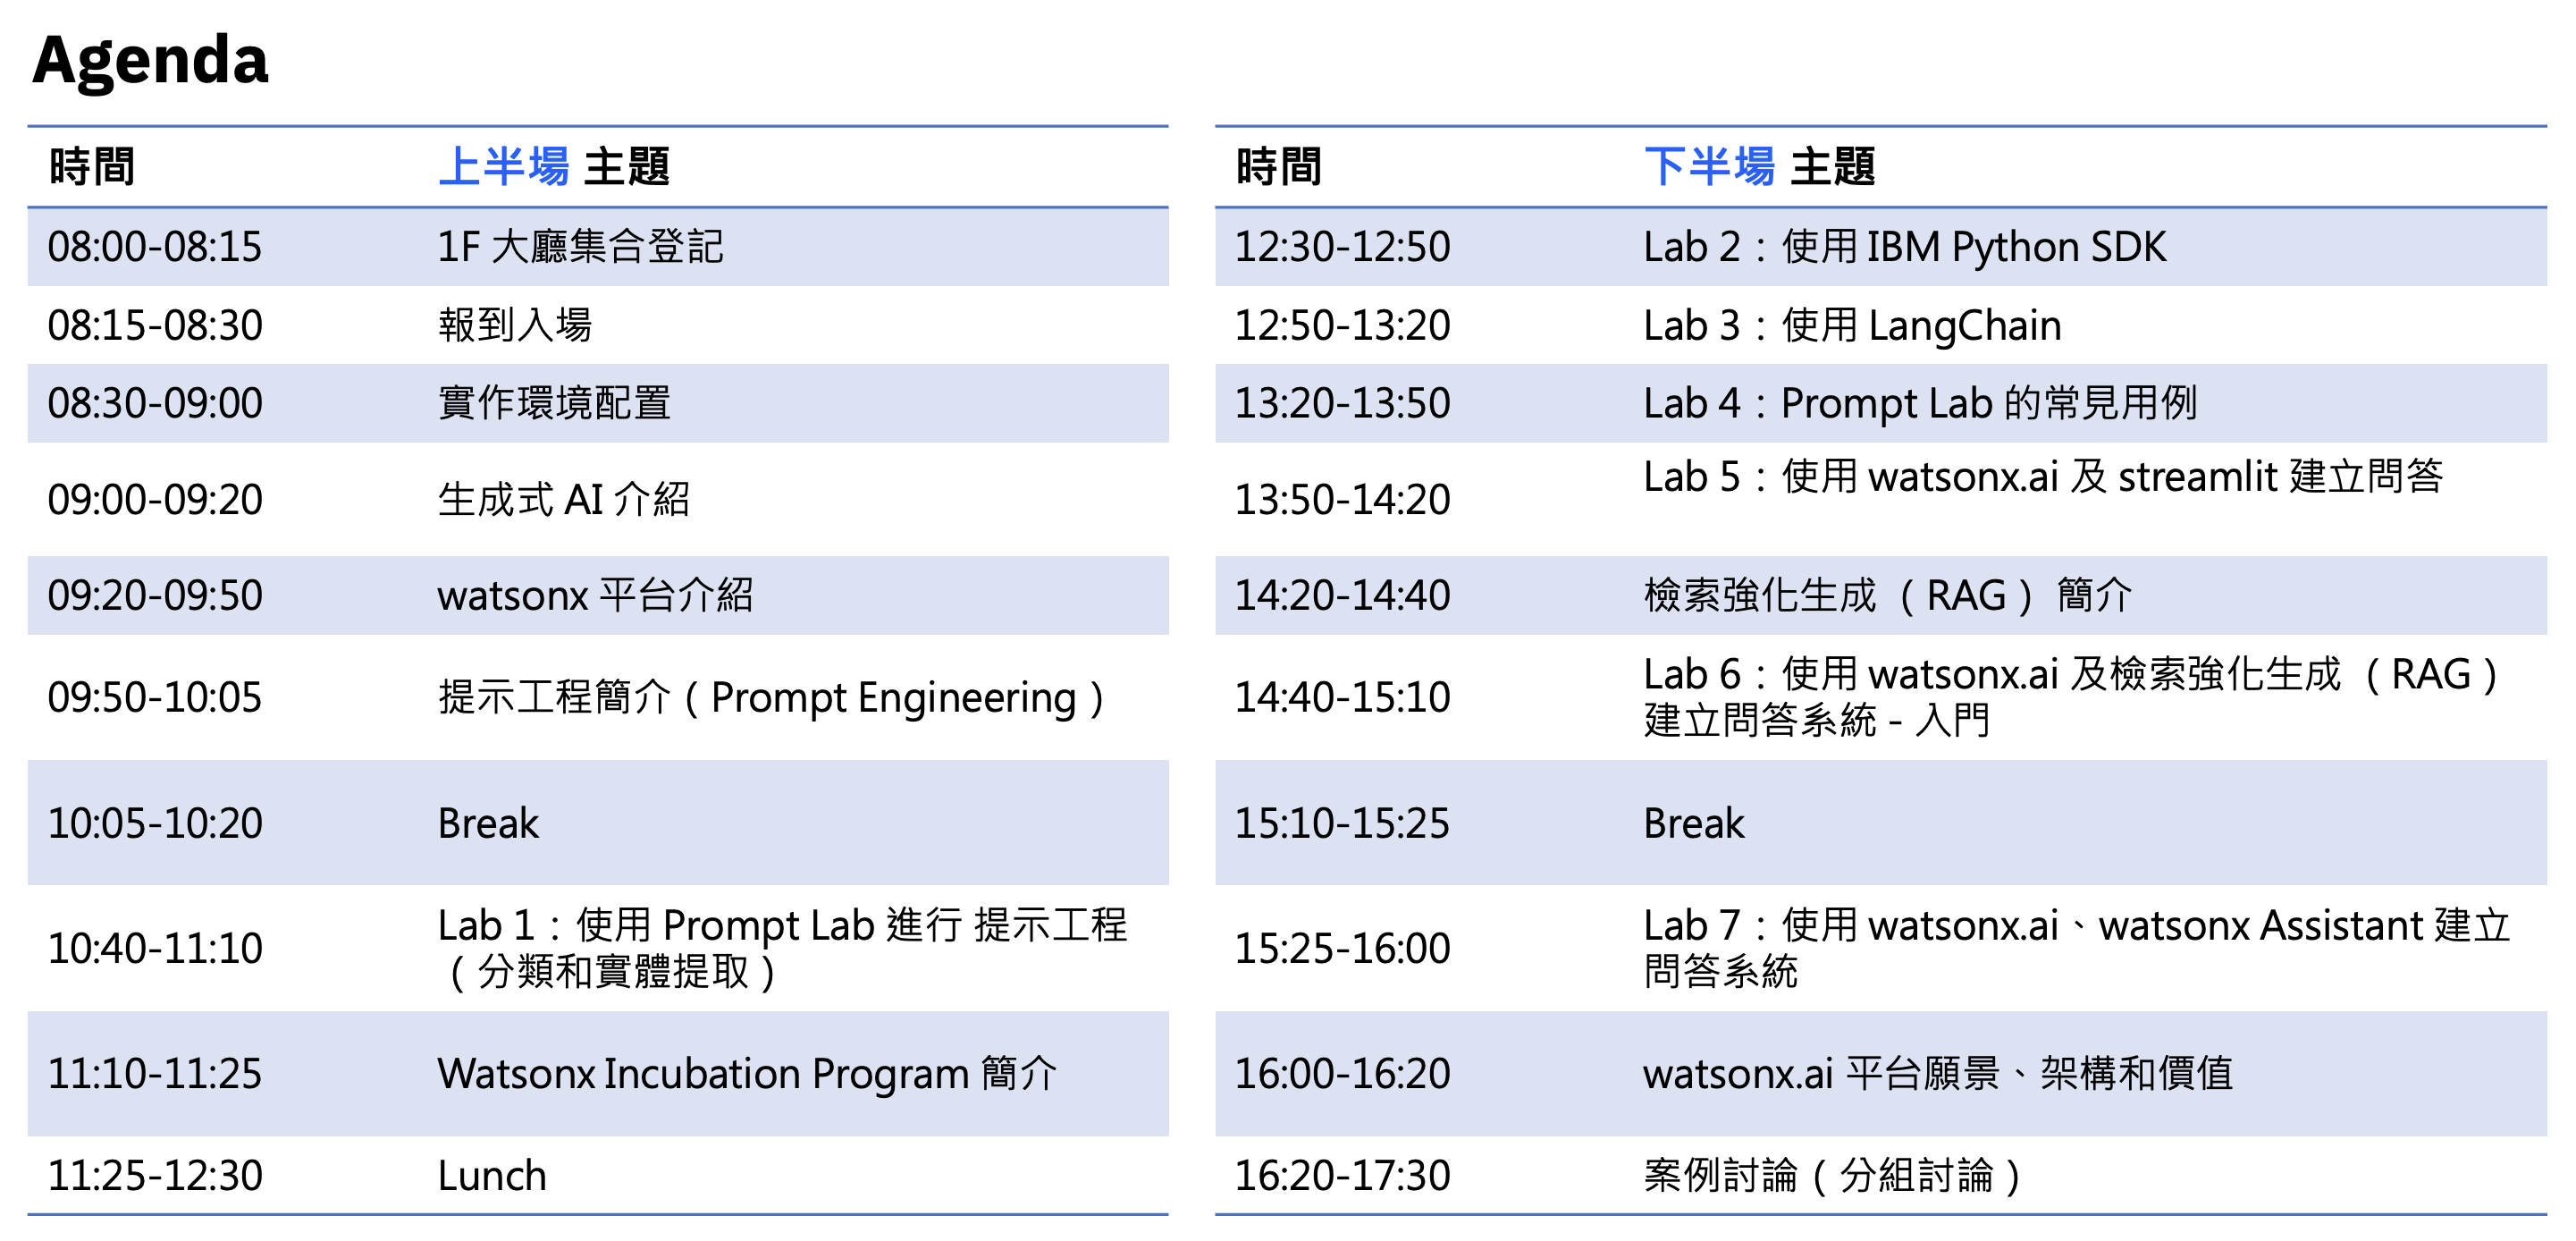 Agenda
時間 上半場 主題
08:00-08:15 1F 大廳集合登記
08:15-08:30 報到入場
08:30-09:00 實作環境配置
09:00-09:20 生成式 AI 介紹
09:20-09:50 watsonx 平台介紹
09:50-10:05 提示工程簡介（Prompt Engineering）
10:05-10:20 Break
10:40-11:10 Lab 1：使用 Prompt Lab 進行 提示工程
（分類和實體提取）
11:10-11:25 Watsonx Incubation Program 簡介
11:25-12:30 Lunch
時間 下半場 主題
12:30-12:50 Lab 2：使用 IBM Python SDK
12:50-13:20 Lab 3：使用 LangChain
13:20-13:50 Lab 4：Prompt Lab 的常見用例
13:50-14:20 Lab 5：使用 watsonx.ai 及 streamlit 建立問答
14:20-14:40 檢索強化生成（RAG） 簡介
14:40-15:10 Lab 6：使用 watsonx.ai 及檢索強化生成（RAG）
建立問答系統 - 入門
15:10-15:25 Break
15:25-16:00 Lab 7：使用 watsonx.ai、watsonx Assistant 建立
問答系統
16:00-16:20 watsonx.ai 平台願景、架構和價值
16:20-17:30 案例討論（分組討論）